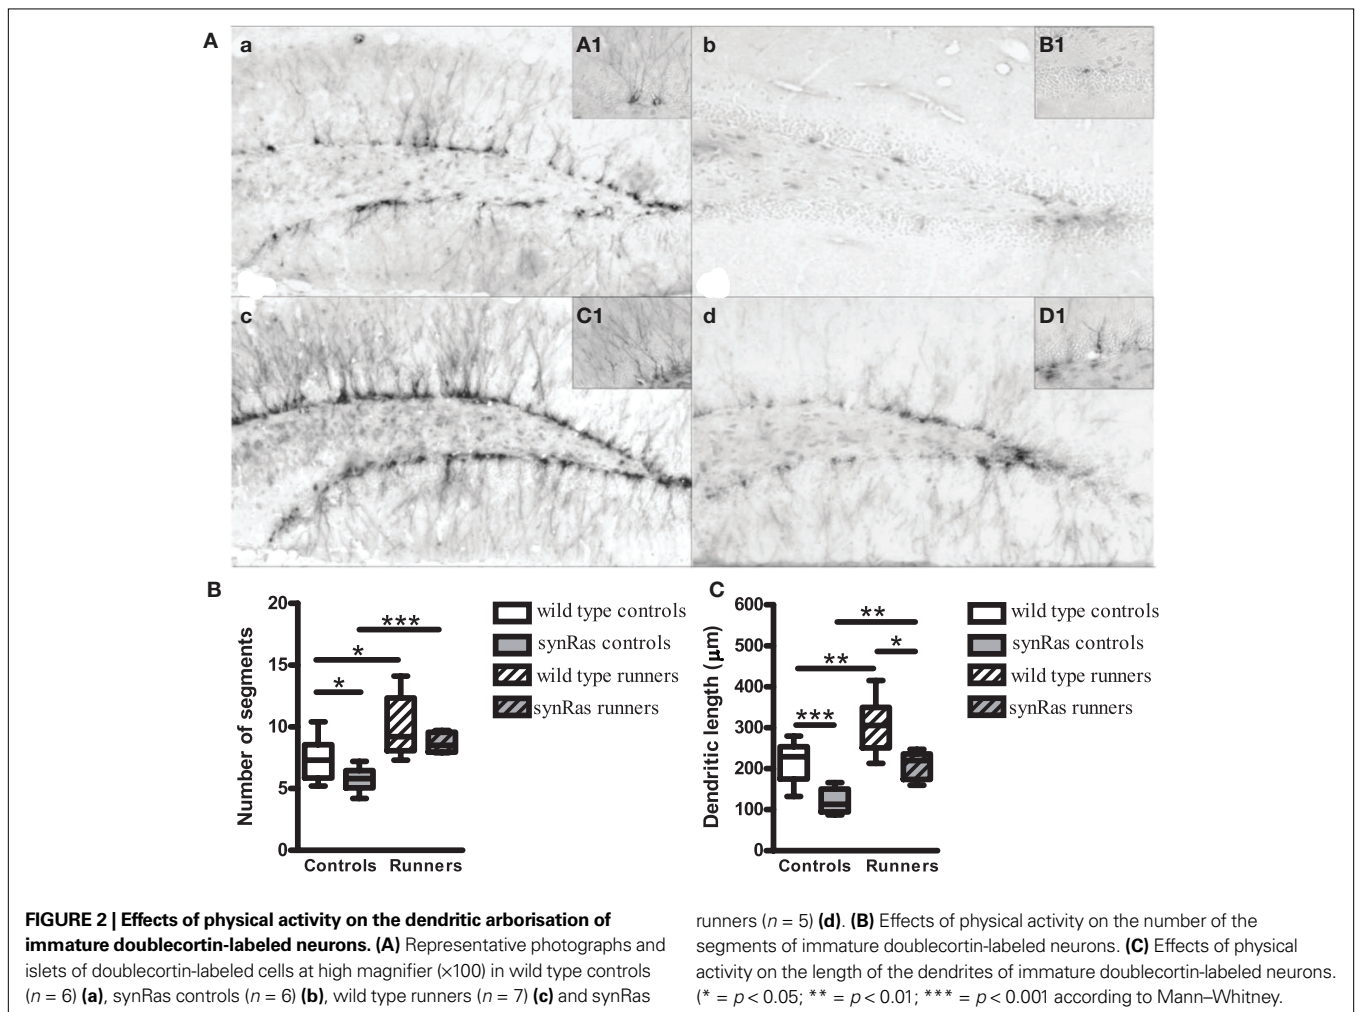 A
a
A1
b
B1
c
C1
d
D1
B
Number of segments
20
15
10
5
0
***
*
*
Controls Runners
wild type controls
synRas controls
wild type runners
synRas runners
C
Dendritic length (µm)
600
500
400
300
200
100
0
**
*
**
***
Controls Runners
wild type controls
synRas controls
wild type runners
synRas runners
FIGURE 2 | Effects of physical activity on the dendritic arborisation of
immature doublecortin-labeled neurons. (A) Representative photographs and
islets of doublecortin-labeled cells at high magnifier (×100) in wild type controls
(n = 6) (a), synRas controls (n = 6) (b), wild type runners (n = 7) (c) and synRas
runners (n = 5) (d). (B) Effects of physical activity on the number of the
segments of immature doublecortin-labeled neurons. (C) Effects of physical
activity on the length of the dendrites of immature doublecortin-labeled neurons.
(* = p < 0.05; ** = p < 0.01; *** = p < 0.001 according to Mann–Whitney.